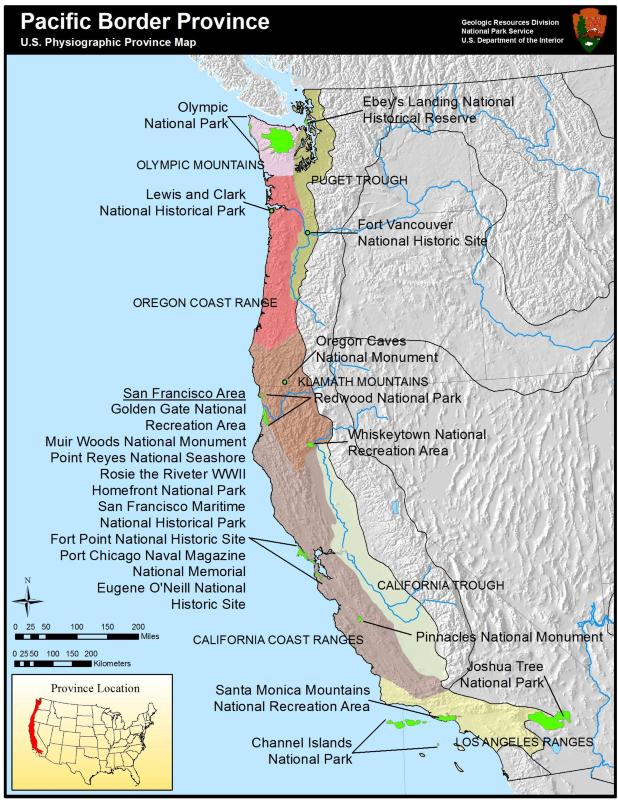 Pacific Border Province
U.S. Physiographic Province Map
Geologic Resources Division
National Park Service
U.S. Department of the Interior
Olympic
National Park
Ebey's Landing National
Historical Reserve
OLYMPIC MOUNTAINS
PUGET TROUGH
Lewis and Clark
National Historical Park
Fort Vancouver
National Historic Site
OREGON COAST RANGE
Oregon Caves
National Monument
KLAMATH MOUNTAINS
Redwood National Park
San Francisco Area
Golden Gate National
Recreation Area
Muir Woods National Monument
Point Reyes National Seashore
Rosie the Riveter WWII
Homefront National Park
San Francisco Maritime
National Historical Park
Fort Point National Historic Site
Port Chicago Naval Magazine
National Memorial
Eugene O'Neill National
Historic Site
Whiskeytown National
Recreation Area
CALIFORNIA TROUGH
N
0 25 50 100 150 200
Miles
0 25 50 100 150 200
Kilometers
CALIFORNIA COAST RANGES
Pinnacles National Monument
Joshua Tree
National Park
Santa Monica Mountains
National Recreation Area
LOS ANGELES RANGES
Channel Islands
National Park
Province Location